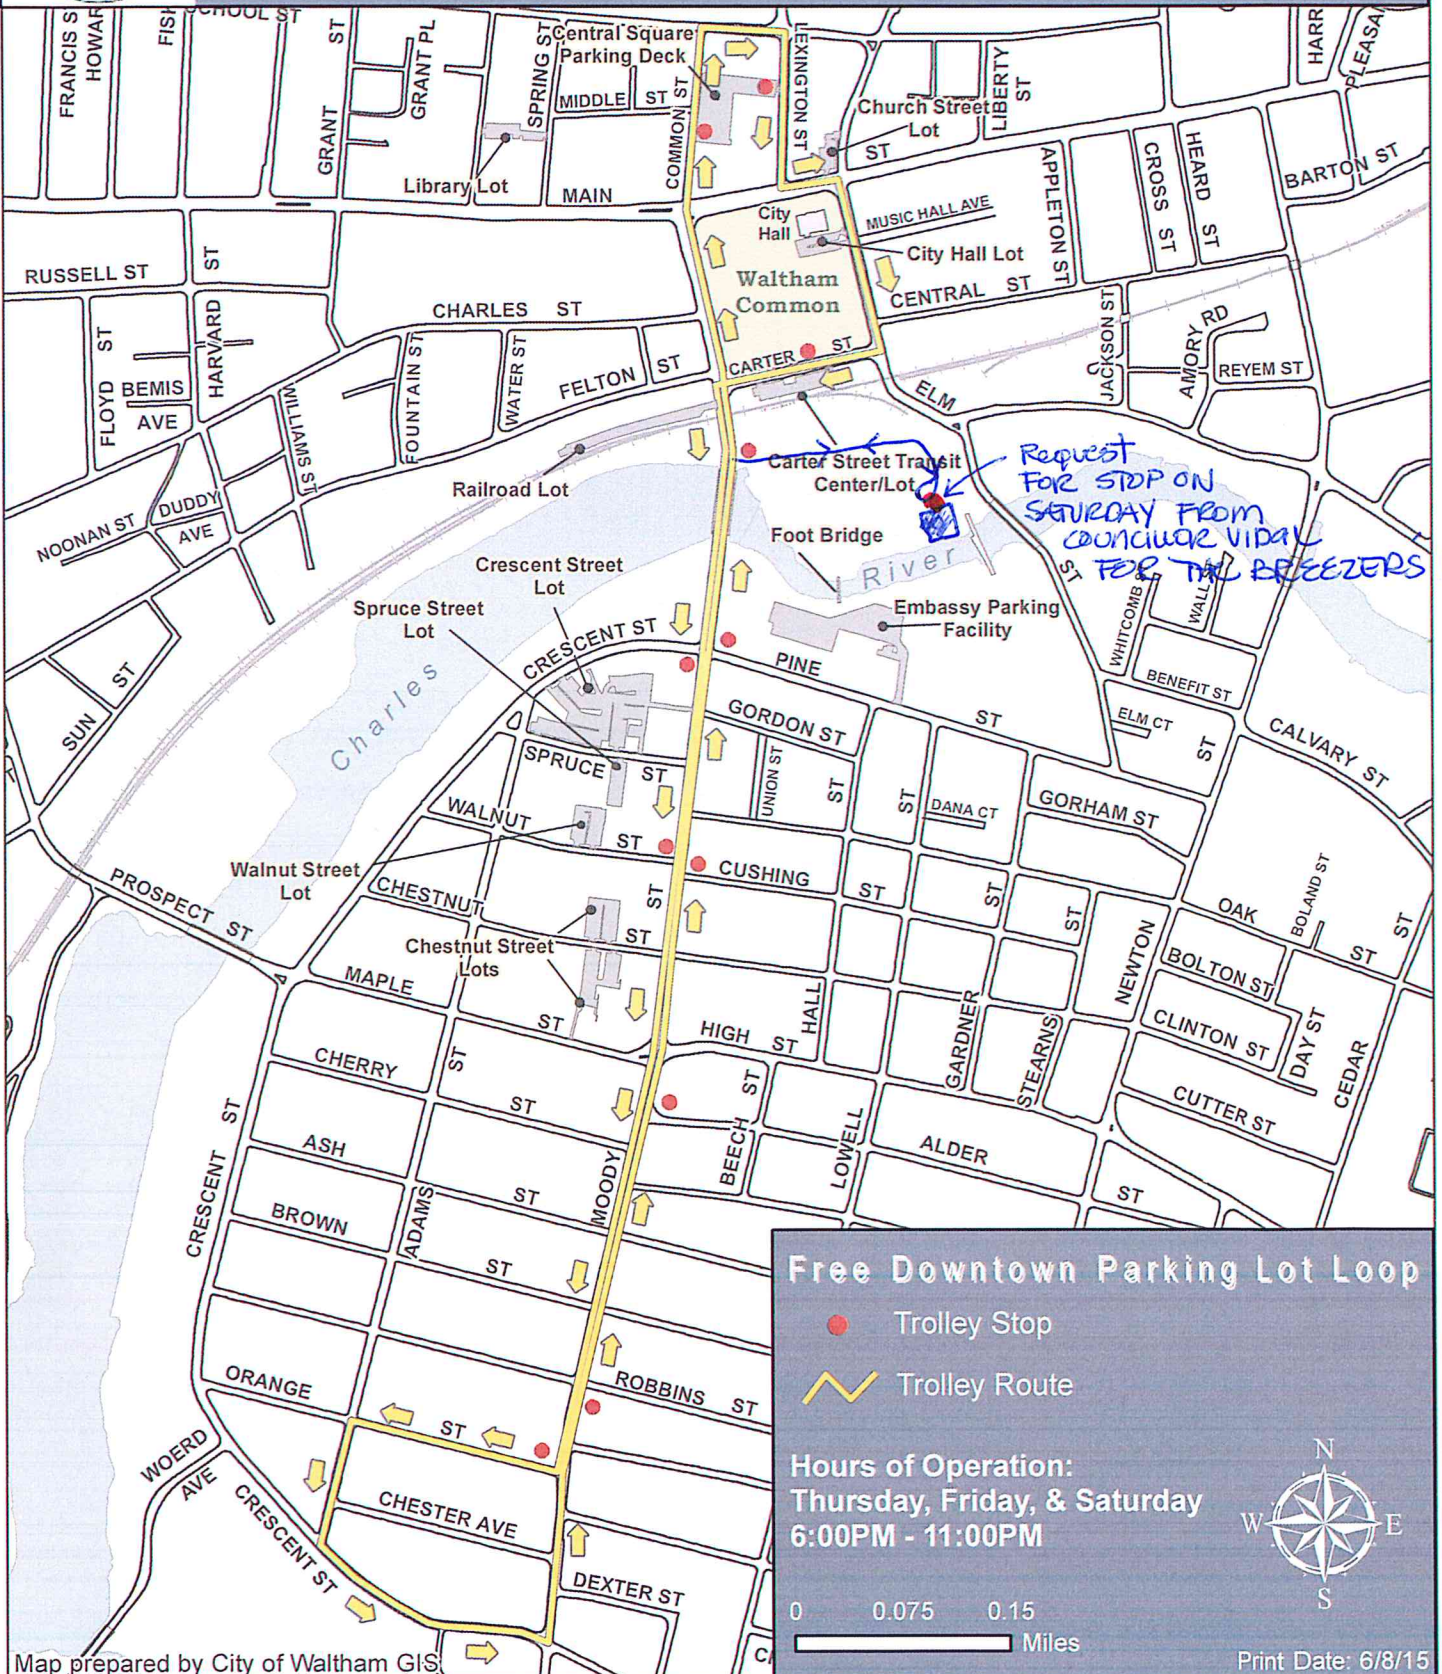 FRANCIS ST
HOWAR
FISK
SCHOOL ST
GRANT ST
GRANT PL
SPRING ST
Central Square
Parking Deck
MIDDLE ST
COMMON ST
LEXINGTON ST
Church Street
Lot
LIBERTY
ST
HARR
PLEASA
Library Lot
MAIN
ST
APPLETON ST
CROSS ST
HEARD ST
BARTON ST
City
Hall
MUSIC HALL AVE
City Hall Lot
Waltham
Common
CENTRAL ST
RUSSELL ST
HARVARD
ST
CHARLES ST
FLOYD ST
BEMIS
AVE
WILLIAMS ST
FOUNTAIN ST
WATER ST
FELTON ST
CARTER ST
JACKSON ST
AMORY RD
REYEM ST
ELM
ST
NOONAN ST
DUDDY
AVE
Railroad Lot
Carter Street Transit
Center/Lot
Request
FOR STOP ON
SATURDAY FROM
COUNCILLOR VIDAL
FOR THE BREEZERS
Foot Bridge
River
Charles
Crescent Street
Lot
Spruce Street
Lot
CRESCENT ST
Embassy Parking
Facility
PINE
ST
WHITCOMB S
WALL
BENEFIT ST
ELM CT
CALVARY ST
SUN ST
GORDON ST
UNION ST
SPRUCE ST
WALNUT ST
DANA CT
GORHAM ST
Walnut Street
Lot
CHESTNUT ST
CUSHING ST
PROSPECT ST
Chestnut Street
Lots
OAK ST
BOLAND ST
BOLTON ST
NEWTON
ST
CLINTON ST
DAY ST
CEDAR
ST
CUTTER ST
MAPLE ST
HIGH ST
HALL
ST
GARDNER
ST
STEARNS
ST
CHERRY ST
ASH ST
BROWN ST
CRESCENT ST
ADAMS
ST
MOODY
ST
BEECH ST
LOWELL
ST
ALDER ST
ORANGE ST
ROBBINS ST
WOERD
AVE
CRESCENT ST
CHESTER AVE
DEXTER ST
Free Downtown Parking Lot Loop
Trolley Stop
Trolley Route
Hours of Operation:
Thursday, Friday, & Saturday
6:00PM - 11:00PM
N
W E
S
0 0.075 0.15
Miles
Map prepared by City of Waltham GIS
Print Date: 6/8/15